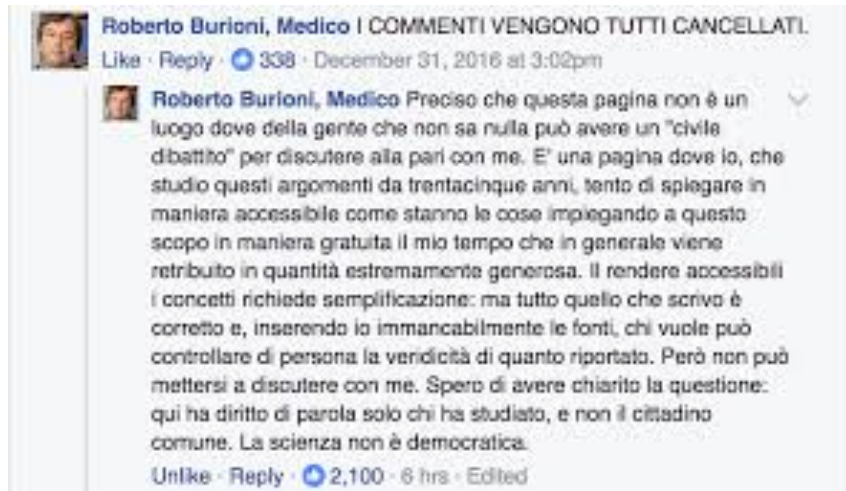 Roberto Burioni, Medico I COMMENTI VENGONO TUTTI CANCELLATI.
Like · Reply · 338 · December 31, 2016 at 3:02pm
Roberto Burioni, Medico Preciso che questa pagina non è un
luogo dove della gente che non sa nulla può avere un "civile
dibattito" per discutere alla pari con me. E' una pagina dove io, che
studio questi argomenti da trentacinque anni, tento di spiegare in
maniera accessibile come stanno le cose impiegando a questo
scopo in maniera gratuita il mio tempo che in generale viene
retribuito in quantità estremamente generosa. Il rendere accessibili
i concetti richiede semplificazione: ma tutto quello che scrivo è
corretto e, inserendo io immancabilmente le fonti, chi vuole può
controllare di persona la veridicità di quanto riportato. Però non può
mettersi a discutere con me. Spero di avere chiarito la questione:
qui ha diritto di parola solo chi ha studiato, e non il cittadino
comune. La scienza non è democratica.
Unlike · Reply · 2,100 · 6 hrs · Edited